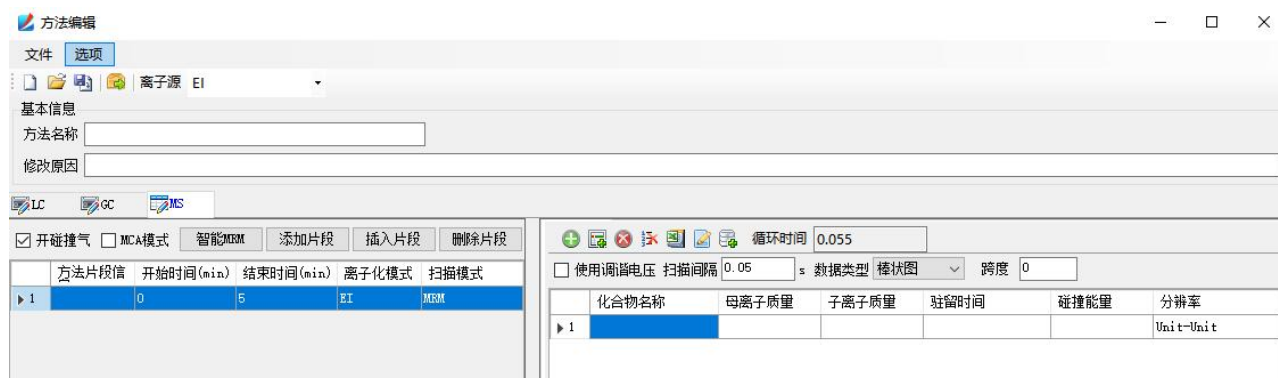 方法编辑
文件 选项
离子源 EI
基本信息
方法名称
修改原因
LC GC MS
开碰撞气 MCA模式 智能MRM 添加片段 插入片段 删除片段 循环时间 0.055
使用调谐电压 扫描间隔 0.05 s 数据类型 棒状图 跨度 0
方法片段信 开始时间(min) 结束时间(min) 离子化模式 扫描模式
1 0 5 EI MRM
化合物名称 母离子质量 子离子质量 驻留时间 碰撞能量 分辨率
1 Unit-Unit